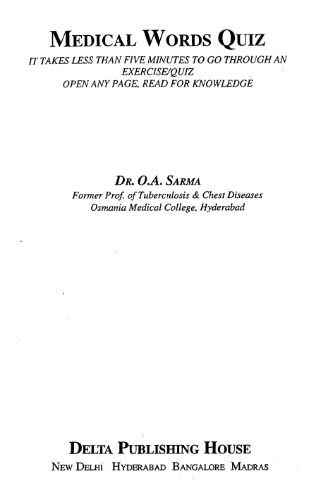 MEDICAL WORDS QUIZ
IT TAKES LESS THAN FIVE MINUTES TO GO THROUGH AN
EXERCISE/QUIZ
OPEN ANY PAGE, READ FOR KNOWLEDGE
DR. O.A. SARMA
Former Prof. of Tuberculosis & Chest Diseases
Osmania Medical College, Hyderabad
DELTA PUBLISHING HOUSE
NEW DELHI HYDERABAD BANGALORE MADRAS